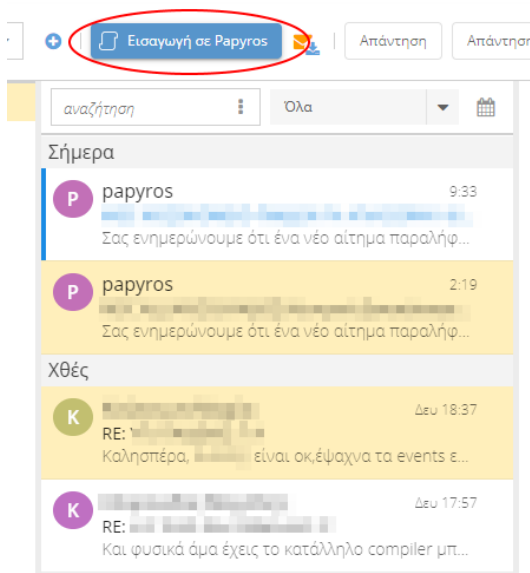 Εισαγωγή σε Papyros
Απάντηση
Απάντησ
αναζήτηση
Όλα
Σήμερα
P
papyros
9:33
Σας ενημερώνουμε ότι ένα νέο αίτημα παραλήφ...
P
papyros
2:19
Σας ενημερώνουμε ότι ένα νέο αίτημα παραλήφ...
Χθές
K
Δευ 18:37
RE:
Καλησπέρα, είναι οκ,έψαχνα τα events ε...
K
Δευ 17:57
RE:
Και φυσικά άμα έχεις το κατάλληλο compiler μπ...